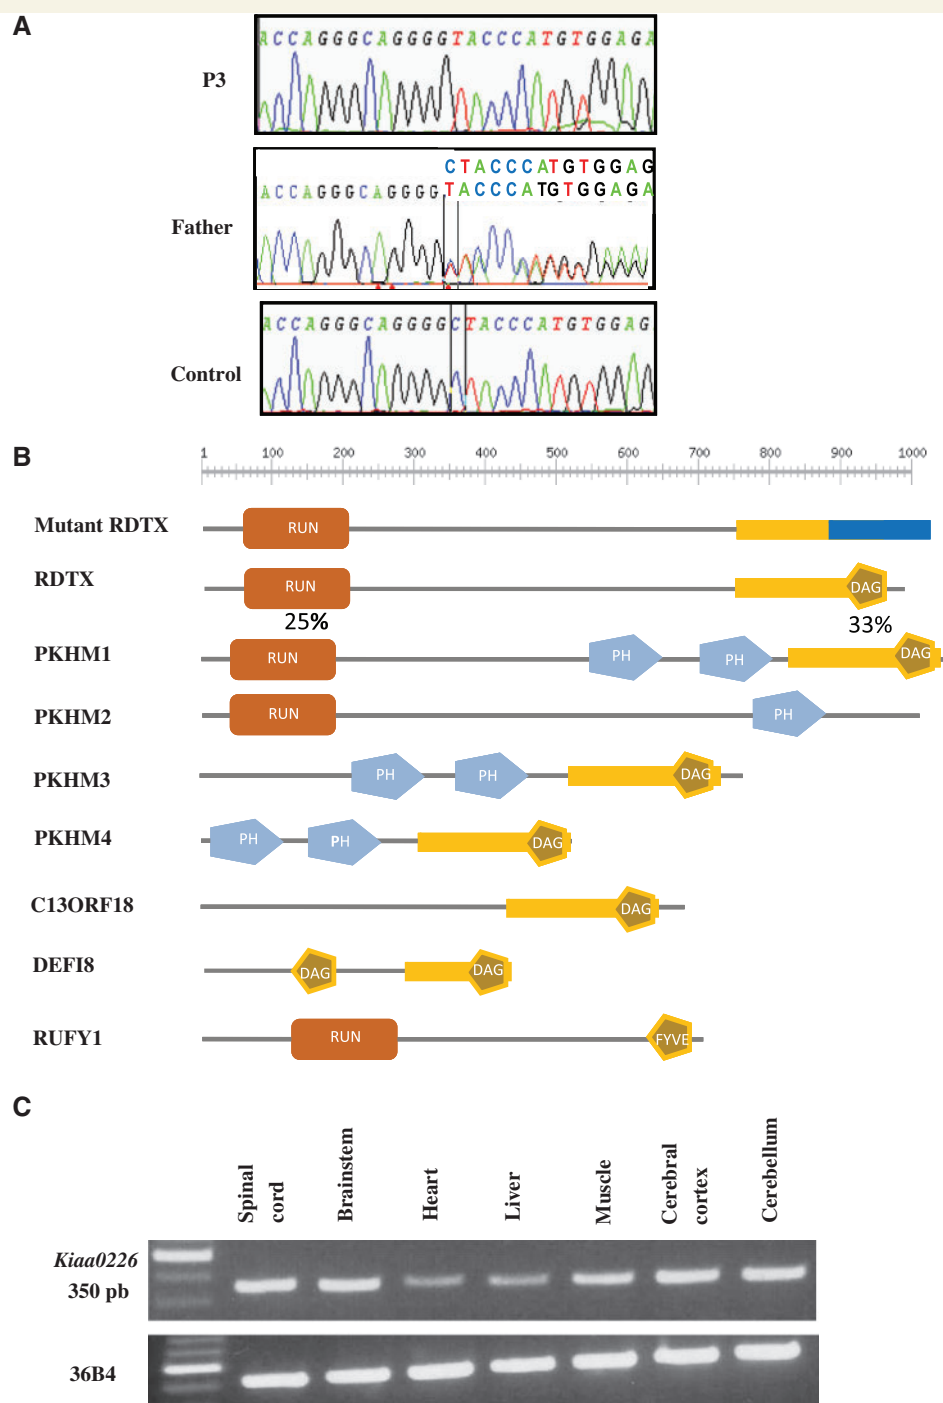 A
P3
ACCAGGGCAGGGGTACCCATGTGGAGA
Father
CTACCCATGTGGAG
ACCAGGGCAGGGG TACCCATGTGGAGA
Control
ACCAGGGCAGGGGCTACCCATGTGGAG
B
1 100 200 300 400 500 600 700 800 900 1000
Mutant RDTX RUN
RDTX RUN DAG
25% 33%
PKHM1 RUN PH PH DAG
PKHM2 RUN PH
PKHM3 PH PH DAG
PKHM4 PH PH DAG
C13ORF18 DAG
DEFI8 DAG DAG
RUFY1 RUN FYVE
C
Spinal cord
Brainstem
Heart
Liver
Muscle
Cerebral cortex
Cerebellum
Kiaa0226
350 pb
36B4